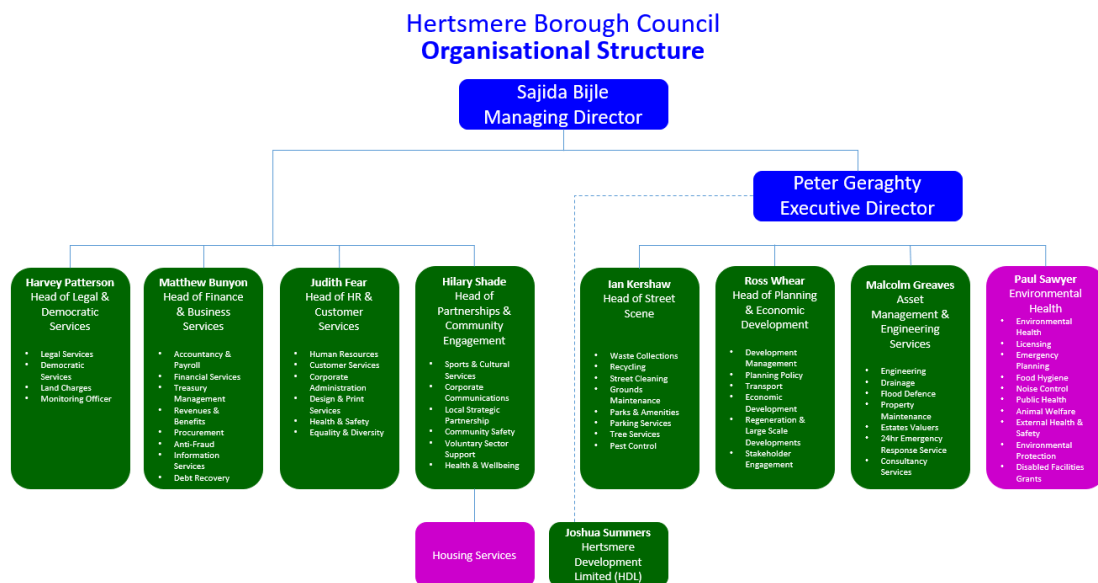 Hertsmere Borough Council
Organisational Structure
Sajida Bijle
Managing Director
Peter Geraghty
Executive Director
Harvey Patterson
Head of Legal &
Democratic
Services
• Legal Services
• Democratic
Services
• Land Charges
• Monitoring Officer
Matthew Bunyon
Head of Finance
& Business
Services
• Accountancy &
Payroll
• Financial Services
• Treasury
Management
• Revenues &
Benefits
• Procurement
• Anti-Fraud
• Information
Services
• Debt Recovery
Judith Fear
Head of HR &
Customer
Services
• Human Resources
• Customer Services
• Corporate
Administration
• Design & Print
Services
• Health & Safety
• Equality & Diversity
Hilary Shade
Head of
Partnerships &
Community
Engagement
• Sports & Cultural
Services
• Corporate
Communications
• Local Strategic
Partnership
• Community Safety
• Voluntary Sector
Support
• Health & Wellbeing
Ian Kershaw
Head of Street
Scene
• Waste Collections
• Recycling
• Street Cleaning
• Grounds
Maintenance
• Parks & Amenities
• Parking Services
• Tree Services
• Pest Control
Ross Whear
Head of Planning
& Economic
Development
• Development
Management
• Planning Policy
• Transport
• Economic
Development
• Regeneration &
Large Scale
Developments
• Stakeholder
Engagement
Malcolm Greaves
Asset
Management &
Engineering
Services
• Engineering
• Drainage
• Flood Defence
• Property
Maintenance
• Estates Valuers
• 24hr Emergency
Response Service
• Consultancy
Services
Paul Sawyer
Environmental
Health
• Environmental
Health
• Licensing
• Emergency
Planning
• Food Hygiene
• Noise Control
• Public Health
• Animal Welfare
• External Health &
Safety
• Environmental
Protection
• Disabled Facilities
Grants
Housing Services
Joshua Summers
Hertsmere
Development
Limited (HDL)